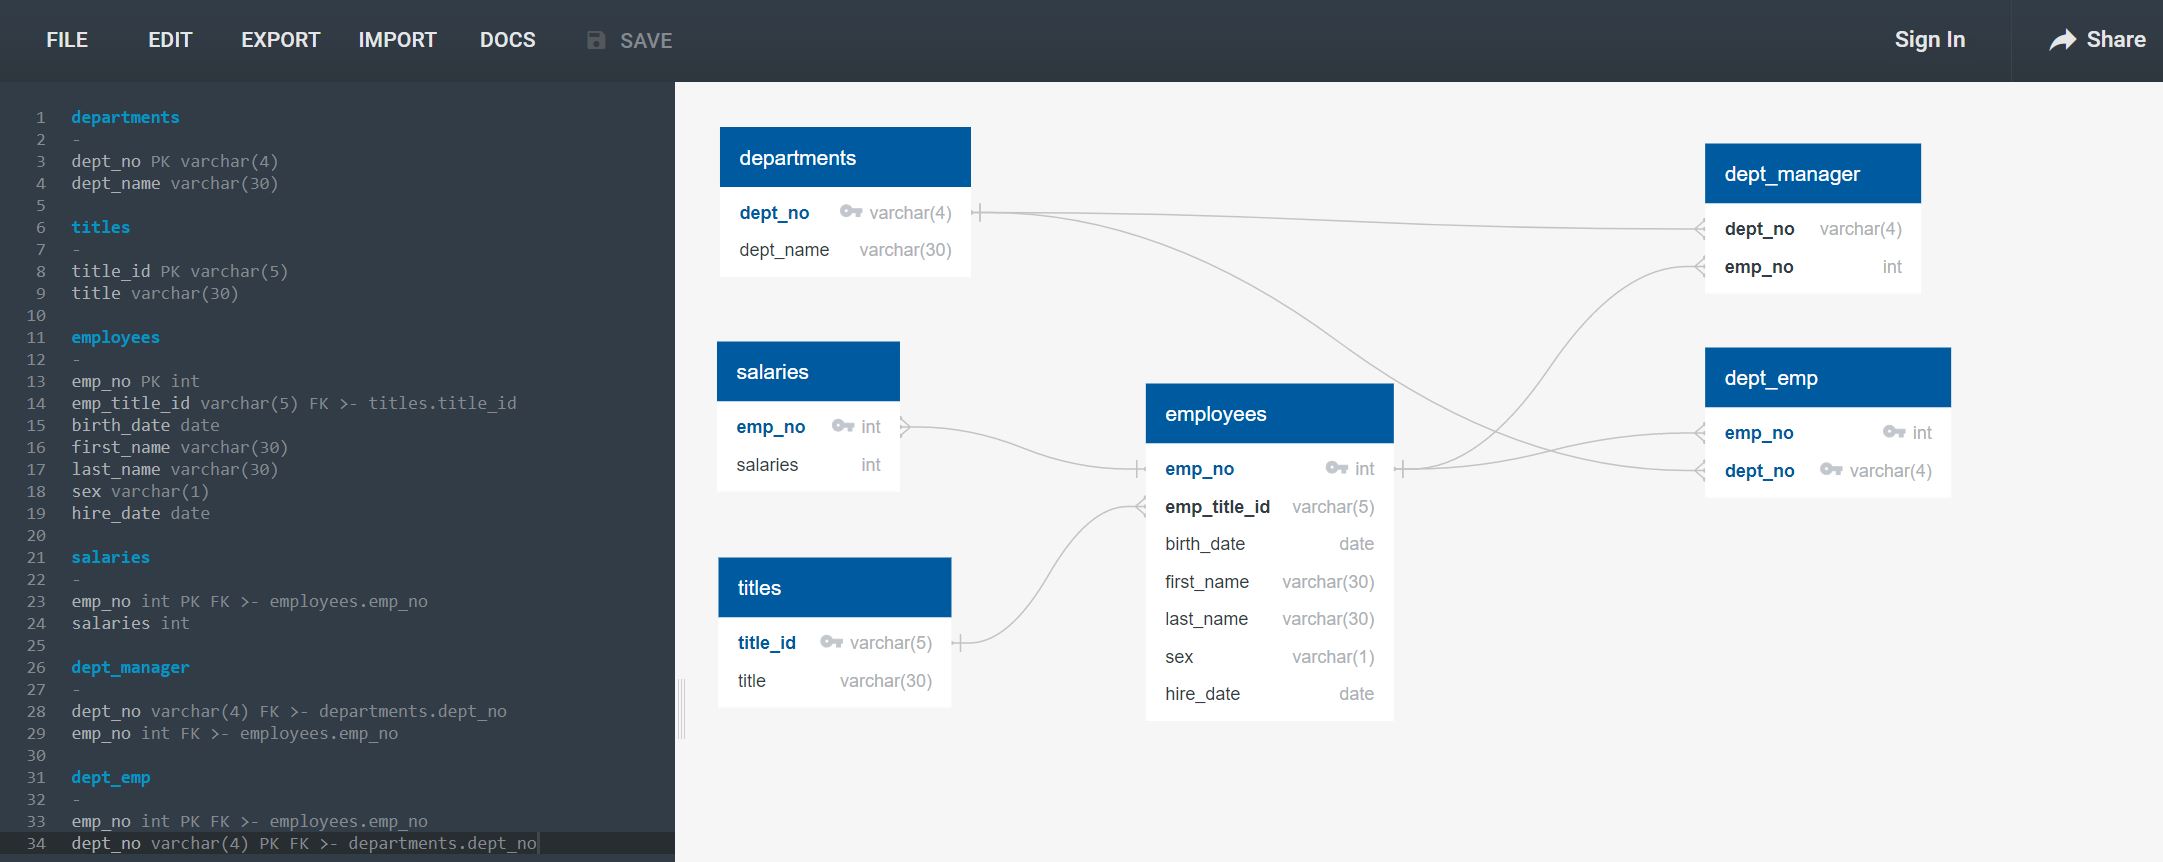 FILE EDIT EXPORT IMPORT DOCS SAVE Sign In Share
1 departments
2 -
3 dept_no PK varchar(4)
4 dept_name varchar(30)
5
6 titles
7 -
8 title_id PK varchar(5)
9 title varchar(30)
10
11 employees
12 -
13 emp_no PK int
14 emp_title_id varchar(5) FK >- titles.title_id
15 birth_date date
16 first_name varchar(30)
17 last_name varchar(30)
18 sex varchar(1)
19 hire_date date
20
21 salaries
22 -
23 emp_no int PK FK >- employees.emp_no
24 salaries int
25
26 dept_manager
27 -
28 dept_no varchar(4) FK >- departments.dept_no
29 emp_no int FK >- employees.emp_no
30
31 dept_emp
32 -
33 emp_no int PK FK >- employees.emp_no
34 dept_no varchar(4) PK FK >- departments.dept_no
departments
dept_no varchar(4)
dept_name varchar(30)
salaries
emp_no int
salaries int
titles
title_id varchar(5)
title varchar(30)
employees
emp_no int
emp_title_id varchar(5)
birth_date date
first_name varchar(30)
last_name varchar(30)
sex varchar(1)
hire_date date
dept_manager
dept_no varchar(4)
emp_no int
dept_emp
emp_no int
dept_no varchar(4)